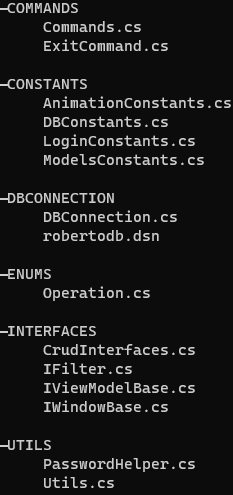 COMMANDS
Commands.cs
ExitCommand.cs
CONSTANTS
AnimationConstants.cs
DBConstants.cs
LoginConstants.cs
ModelsConstants.cs
DBCONNECTION
DBConnection.cs
robertodb.dsn
ENUMS
Operation.cs
INTERFACES
CrudInterfaces.cs
IFilter.cs
IViewModelBase.cs
IWindowBase.cs
UTILS
PasswordHelper.cs
Utils.cs